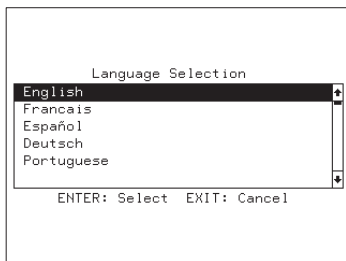 Language Selection
English
Francais
Español
Deutsch
Portuguese
ENTER: Select EXIT: Cancel